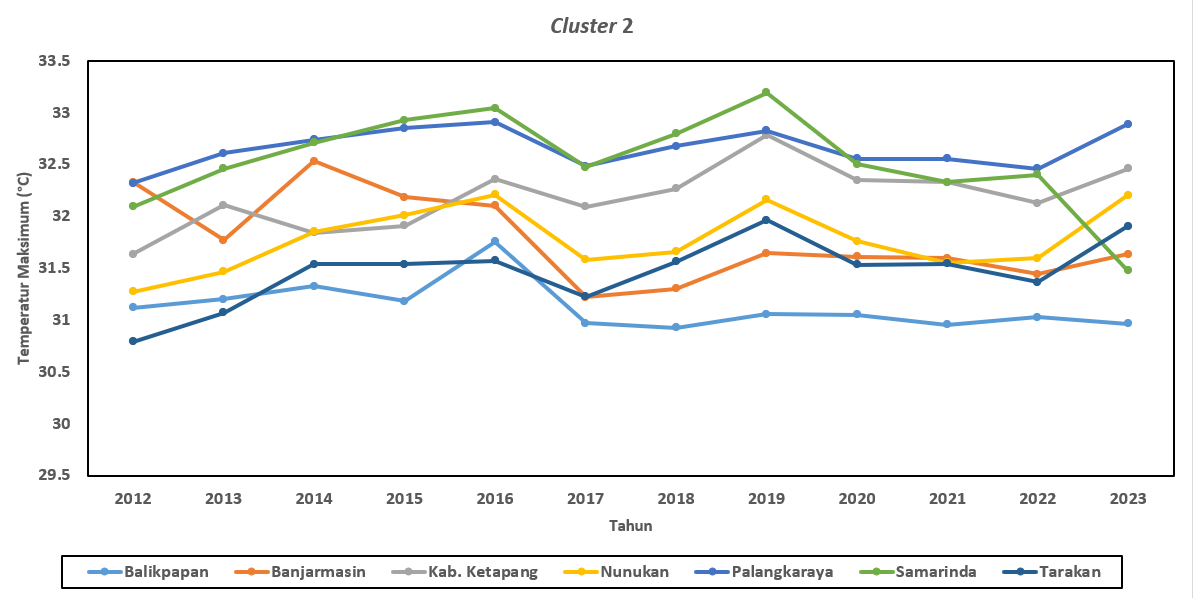 Cluster 2
33.5
33
32.5
32
31.5
31
30.5
30
29.5
Temperatur Maksimum (°C)
2012 2013 2014 2015 2016 2017 2018 2019 2020 2021 2022 2023
Tahun
Balikpapan Banjarmasin Kab. Ketapang Nunukan Palangkaraya Samarinda Tarakan